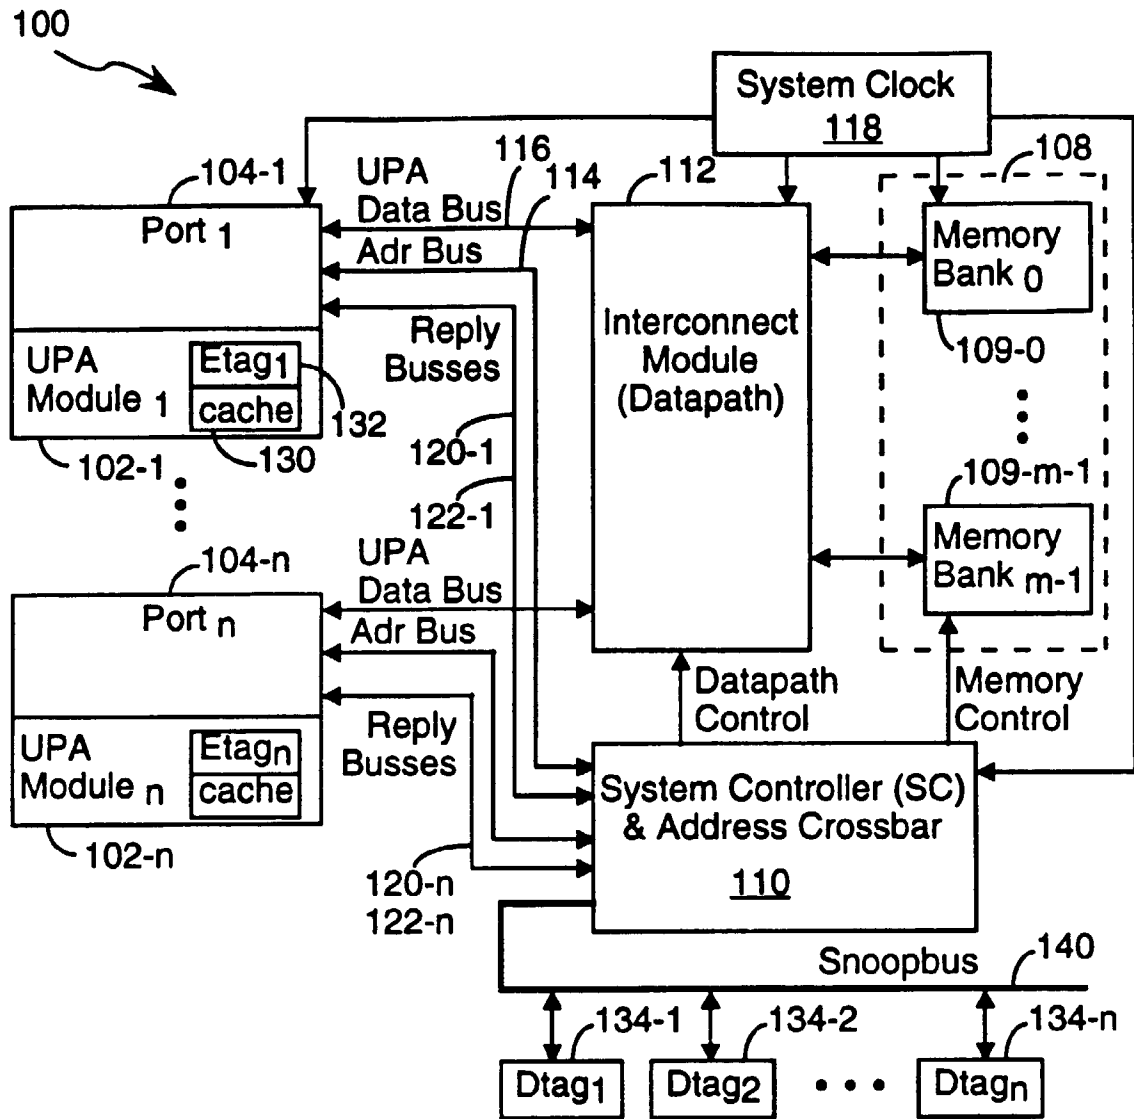 100
System Clock
118
104-1
UPA
Data Bus
116
114
112
108
Port 1
Adr Bus
Memory
Bank 0
Reply
Busses
Interconnect
Module
(Datapath)
109-0
UPA
Module 1
Etag1
cache
132
102-1
130
120-1
122-1
109-m-1
Memory
Bank m-1
104-n
UPA
Data Bus
Port n
Adr Bus
Datapath
Control
Memory
Control
Reply
Busses
UPA
Module n
Etagn
cache
102-n
System Controller (SC)
& Address Crossbar
110
120-n
122-n
Snoopbus
140
134-1
134-2
134-n
Dtag1
Dtag2
Dtagn